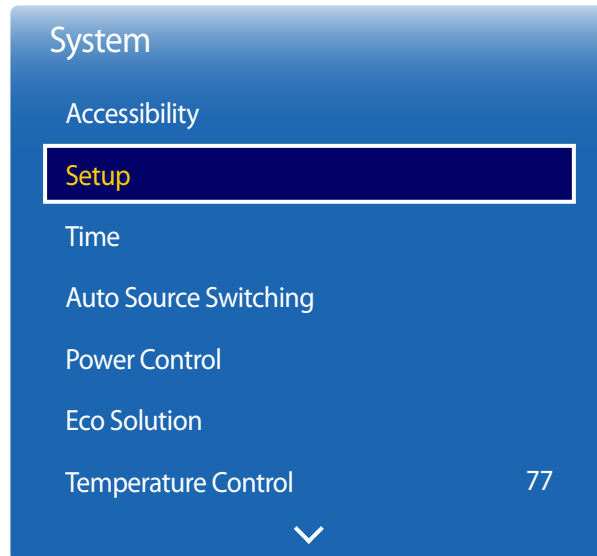 System
Accessibility
Setup
Time
Auto Source Switching
Power Control
Eco Solution
Temperature Control 77